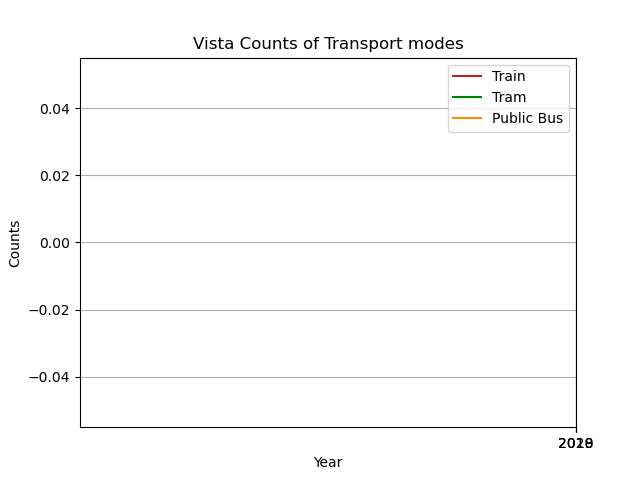 Vista Counts of Transport modes
Train
Tram
Public Bus
0.04
0.02
0.00
−0.02
−0.04
Counts
Year